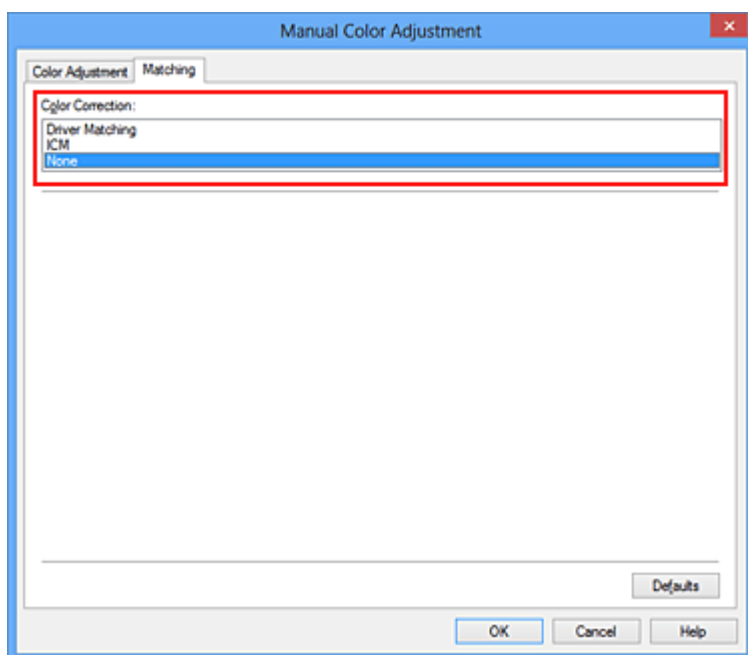 Manual Color Adjustment
Color Adjustment Matching
Color Correction:
Driver Matching
ICM
None
Defaults
OK Cancel Help